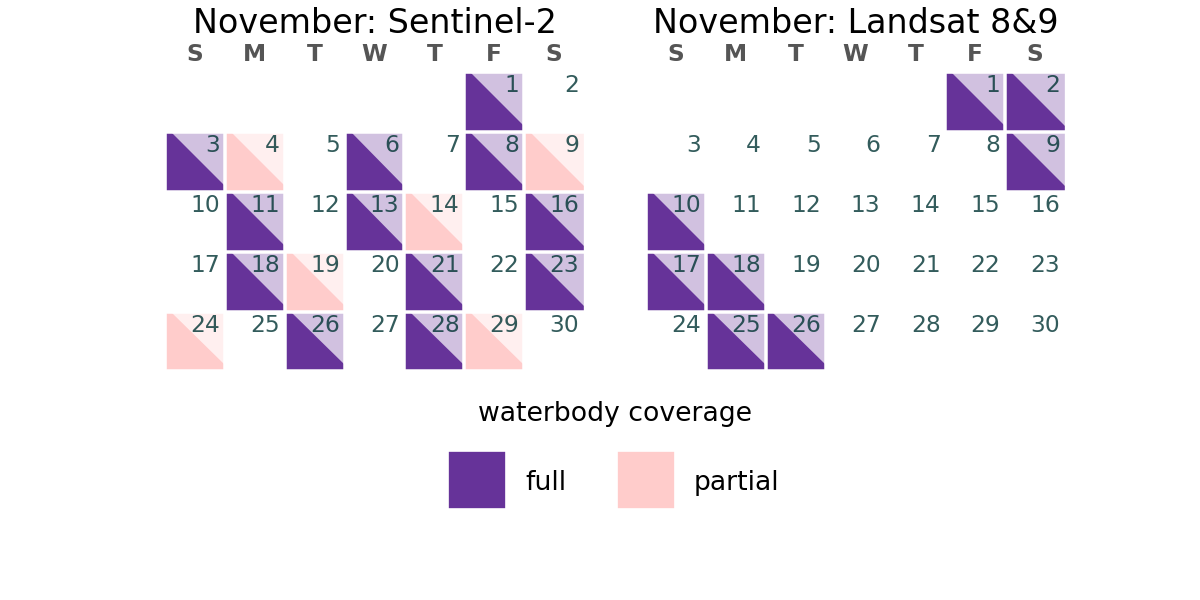 November: Sentinel-2
S M T W T F S
1 2
3 4 5 6 7 8 9
10 11 12 13 14 15 16
17 18 19 20 21 22 23
24 25 26 27 28 29 30
November: Landsat 8&9
S M T W T F S
1 2
3 4 5 6 7 8 9
10 11 12 13 14 15 16
17 18 19 20 21 22 23
24 25 26 27 28 29 30
waterbody coverage
full partial